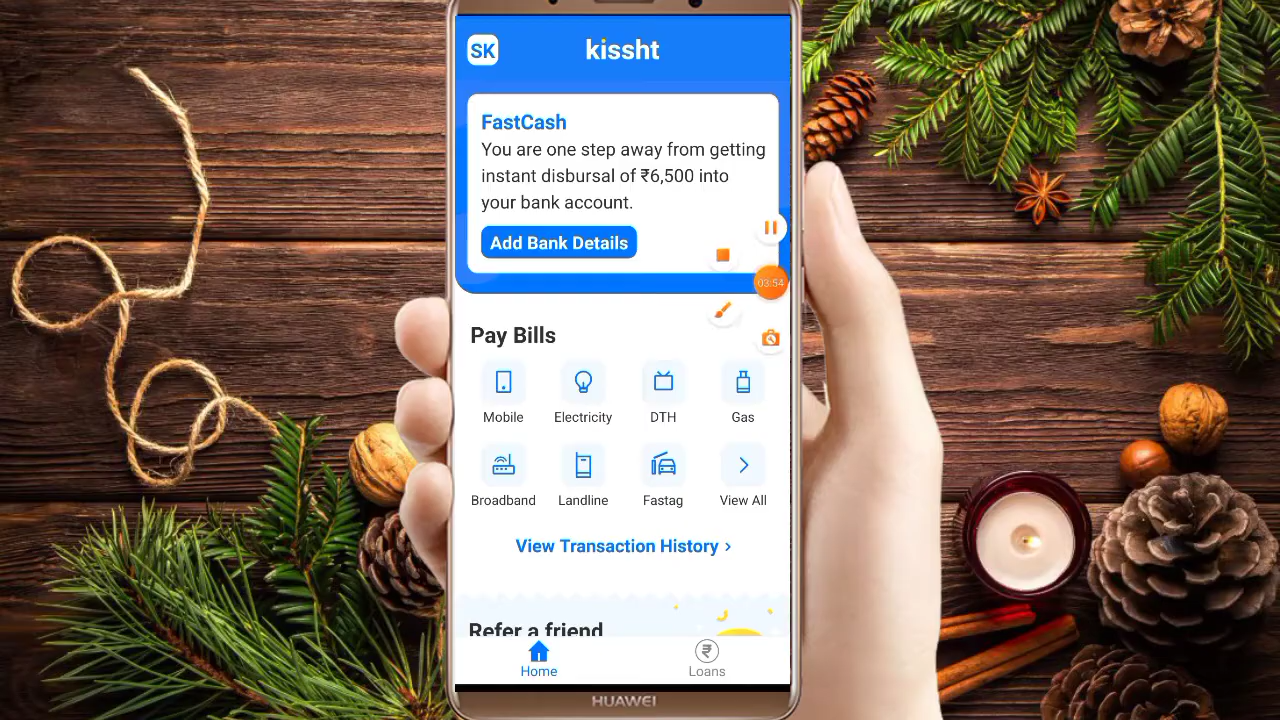 SK
kissht
FastCash
You are one step away from getting
instant disbursal of ₹6,500 into
your bank account.
Add Bank Details
03:54
Pay Bills
Mobile
Electricity
DTH
Gas
Broadband
Landline
Fastag
View All
View Transaction History ›
Refer a friend
Home
Loans
HUAWEI